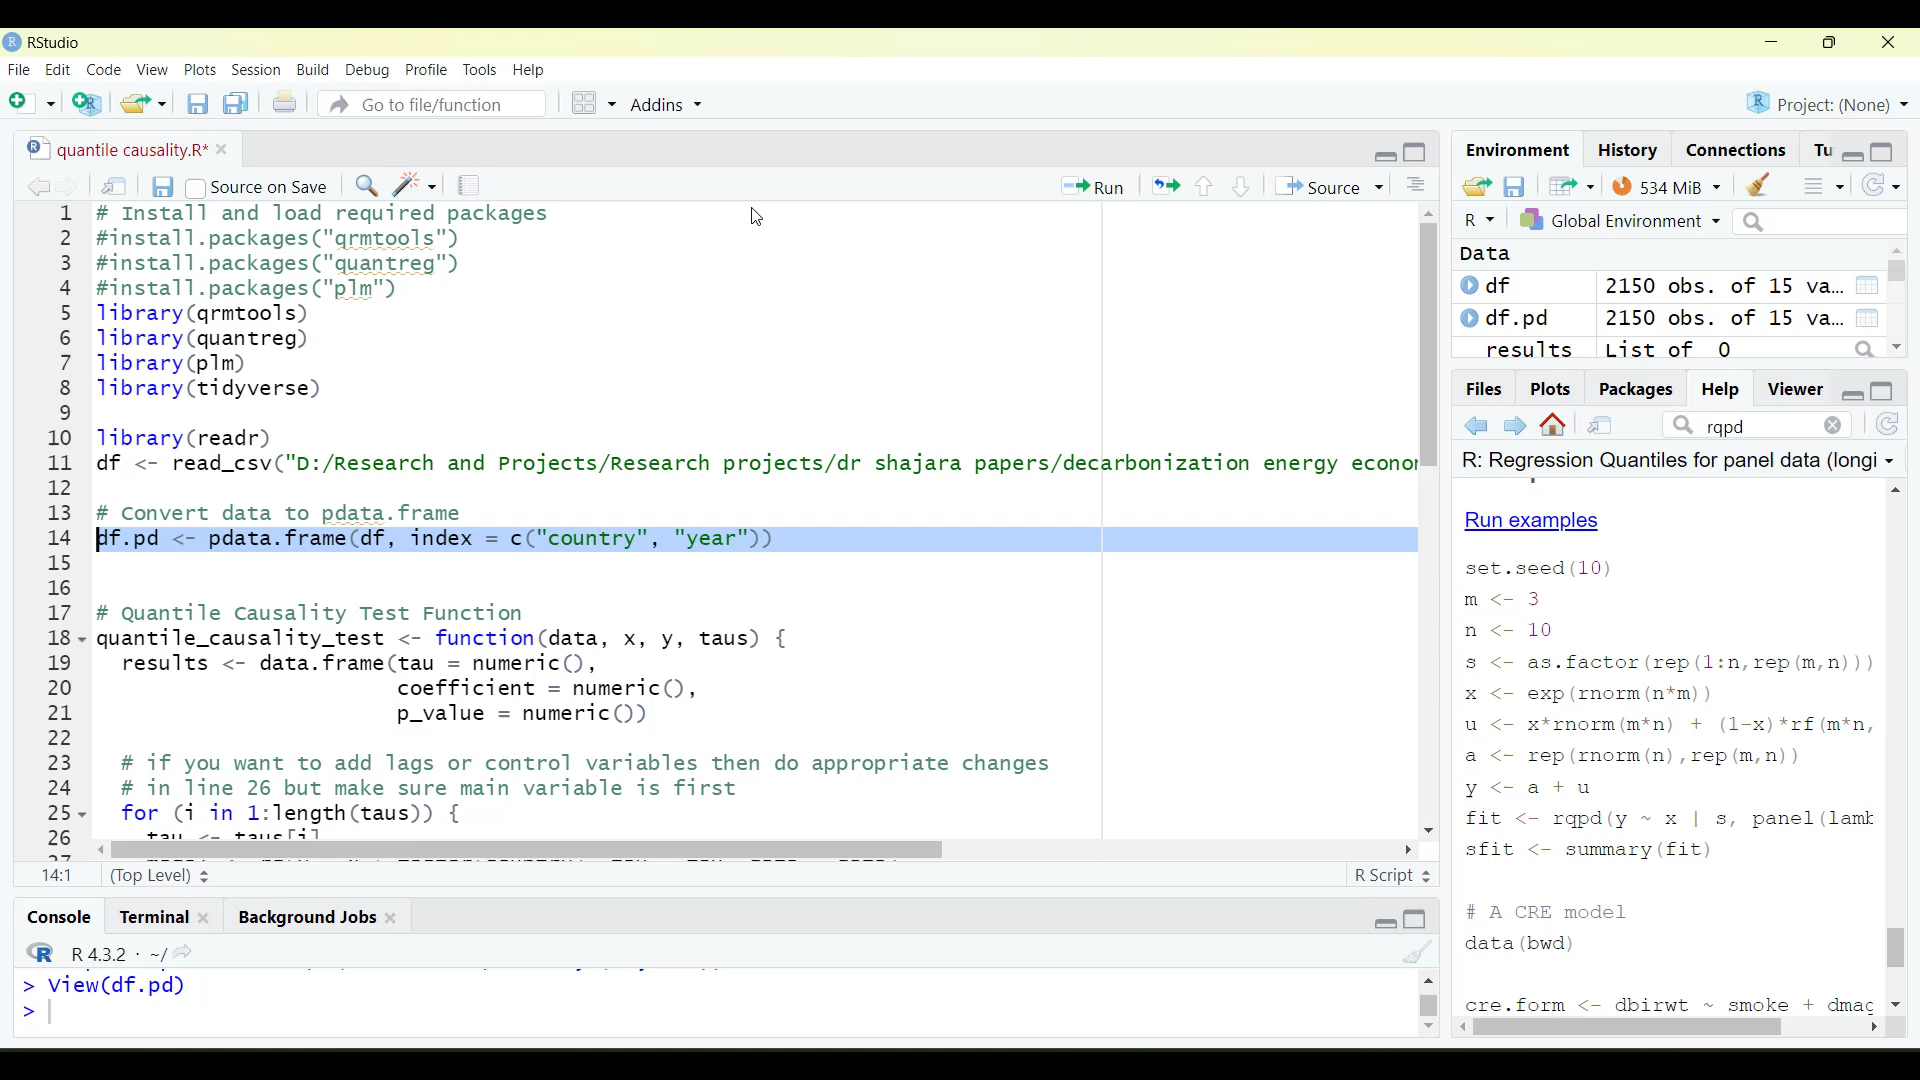 RStudio
File Edit Code View Plots Session Build Debug Profile Tools Help
Go to file/function Addins Project: (None)
quantile causality.R*
Source on Save Run Source
1 # Install and load required packages
2 #install.packages("qrmtools")
3 #install.packages("quantreg")
4 #install.packages("plm")
5 library(qrmtools)
6 library(quantreg)
7 library(plm)
8 library(tidyverse)
9
10 library(readr)
11 df <- read_csv("D:/Research and Projects/Research projects/dr shajara papers/decarbonization energy econor
12
13 # Convert data to pdata.frame
14 df.pd <- pdata.frame(df, index = c("country", "year"))
15
16
17 # Quantile Causality Test Function
18 quantile_causality_test <- function(data, x, y, taus) {
19 results <- data.frame(tau = numeric(),
20 coefficient = numeric(),
21 p_value = numeric())
22
23 # if you want to add lags or control variables then do appropriate changes
24 # in line 26 but make sure main variable is first
25 for (i in 1:length(taus)) {
26 tau <- taus[i]
27
14:1 (Top Level) R Script
Console Terminal Background Jobs
R 4.3.2 · ~/
> View(df.pd)
>
Environment History Connections Tu
534 MiB
R Global Environment
Data
df 2150 obs. of 15 va...
df.pd 2150 obs. of 15 va...
results List of 0
Files Plots Packages Help Viewer
rqpd
R: Regression Quantiles for panel data (longi
Run examples
set.seed(10)
m <- 3
n <- 10
s <- as.factor(rep(1:n,rep(m,n)))
x <- exp(rnorm(n*m))
u <- x*rnorm(m*n) + (1-x)*rf(m*n,
a <- rep(rnorm(n),rep(m,n))
y <- a + u
fit <- rqpd(y ~ x | s, panel(lamb
sfit <- summary(fit)
# A CRE model
data(bwd)
cre.form <- dbirwt ~ smoke + dmag